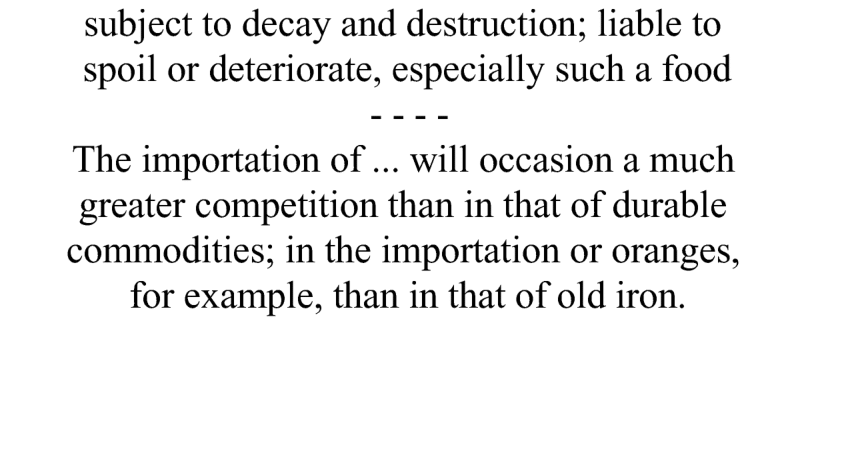 subject to decay and destruction; liable to
spoil or deteriorate, especially such a food
- - - -
The importation of ... will occasion a much
greater competition than in that of durable
commodities; in the importation or oranges,
for example, than in that of old iron.